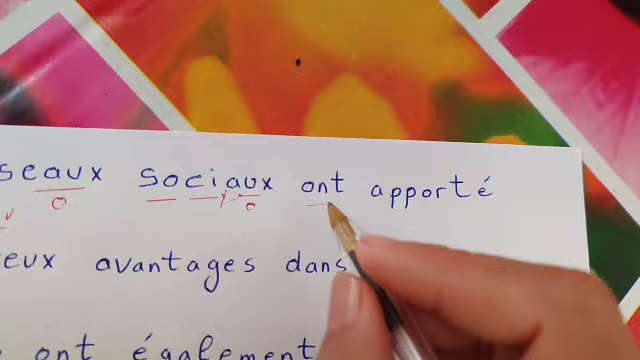 seaux sociaux ont apporté
o y o
v
eux avantages dans
ont également